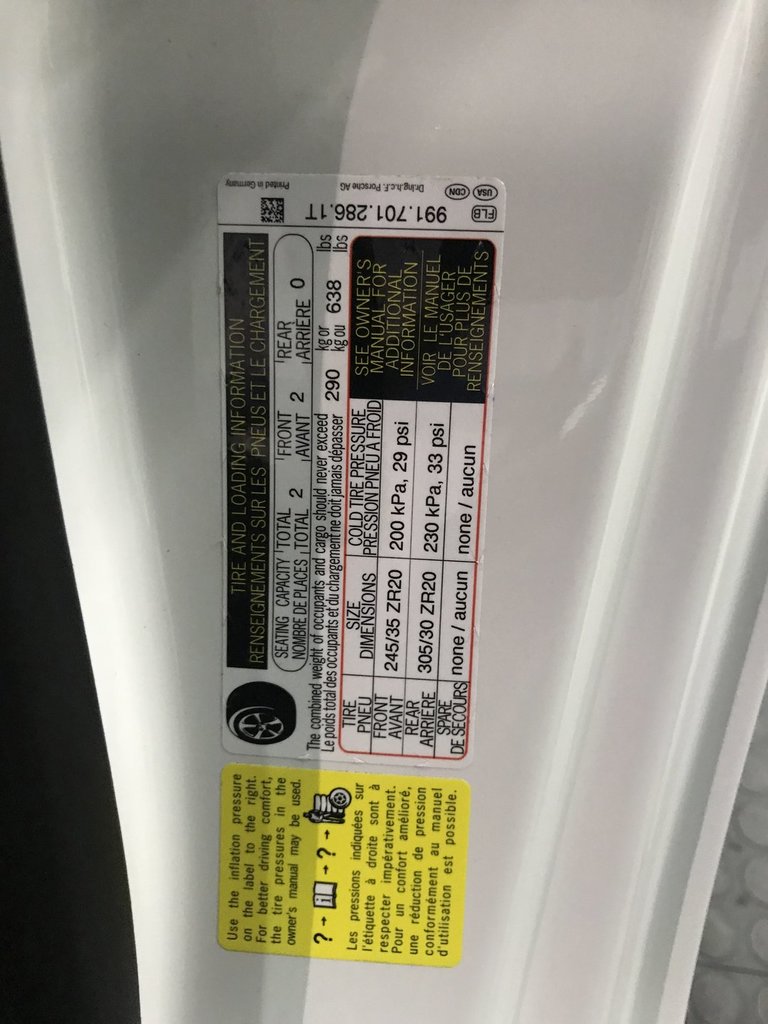 Use the inflation pressure
on the label to the right.
For better driving comfort,
the tire pressures in the
owner's manual may be used.
? → i → ? →
Les pressions indiquées sur
l'étiquette à droite sont à
respecter impérativement.
Pour un confort amélioré,
une réduction de pression
conformément au manuel
d'utilisation est possible.
TIRE AND LOADING INFORMATION
RENSEIGNEMENTS SUR LES PNEUS ET LE CHARGEMENT
SEATING CAPACITY TOTAL 2 FRONT 2 REAR 0
NOMBRE DE PLACES TOTAL AVANT ARRIÈRE
The combined weight of occupants and cargo should never exceed 290 kg or 638 lbs
Le poids total des occupants et du chargement ne doit jamais dépasser kg ou lbs
TIRE SIZE COLD TIRE PRESSURE
PNEU DIMENSIONS PRESSION PNEU A FROID
FRONT 245/35 ZR20 200 kPa, 29 psi
AVANT
REAR 305/30 ZR20 230 kPa, 33 psi
ARRIÈRE
SPARE none / aucun none / aucun
DE SECOURS
SEE OWNER'S
MANUAL FOR
ADDITIONAL
INFORMATION
VOIR LE MANUEL
DE L'USAGER
POUR PLUS DE
RENSEIGNEMENTS
FLB 991.701.286.1T
USA CDN Dr.Ing.h.c.F. Porsche AG Printed in Germany